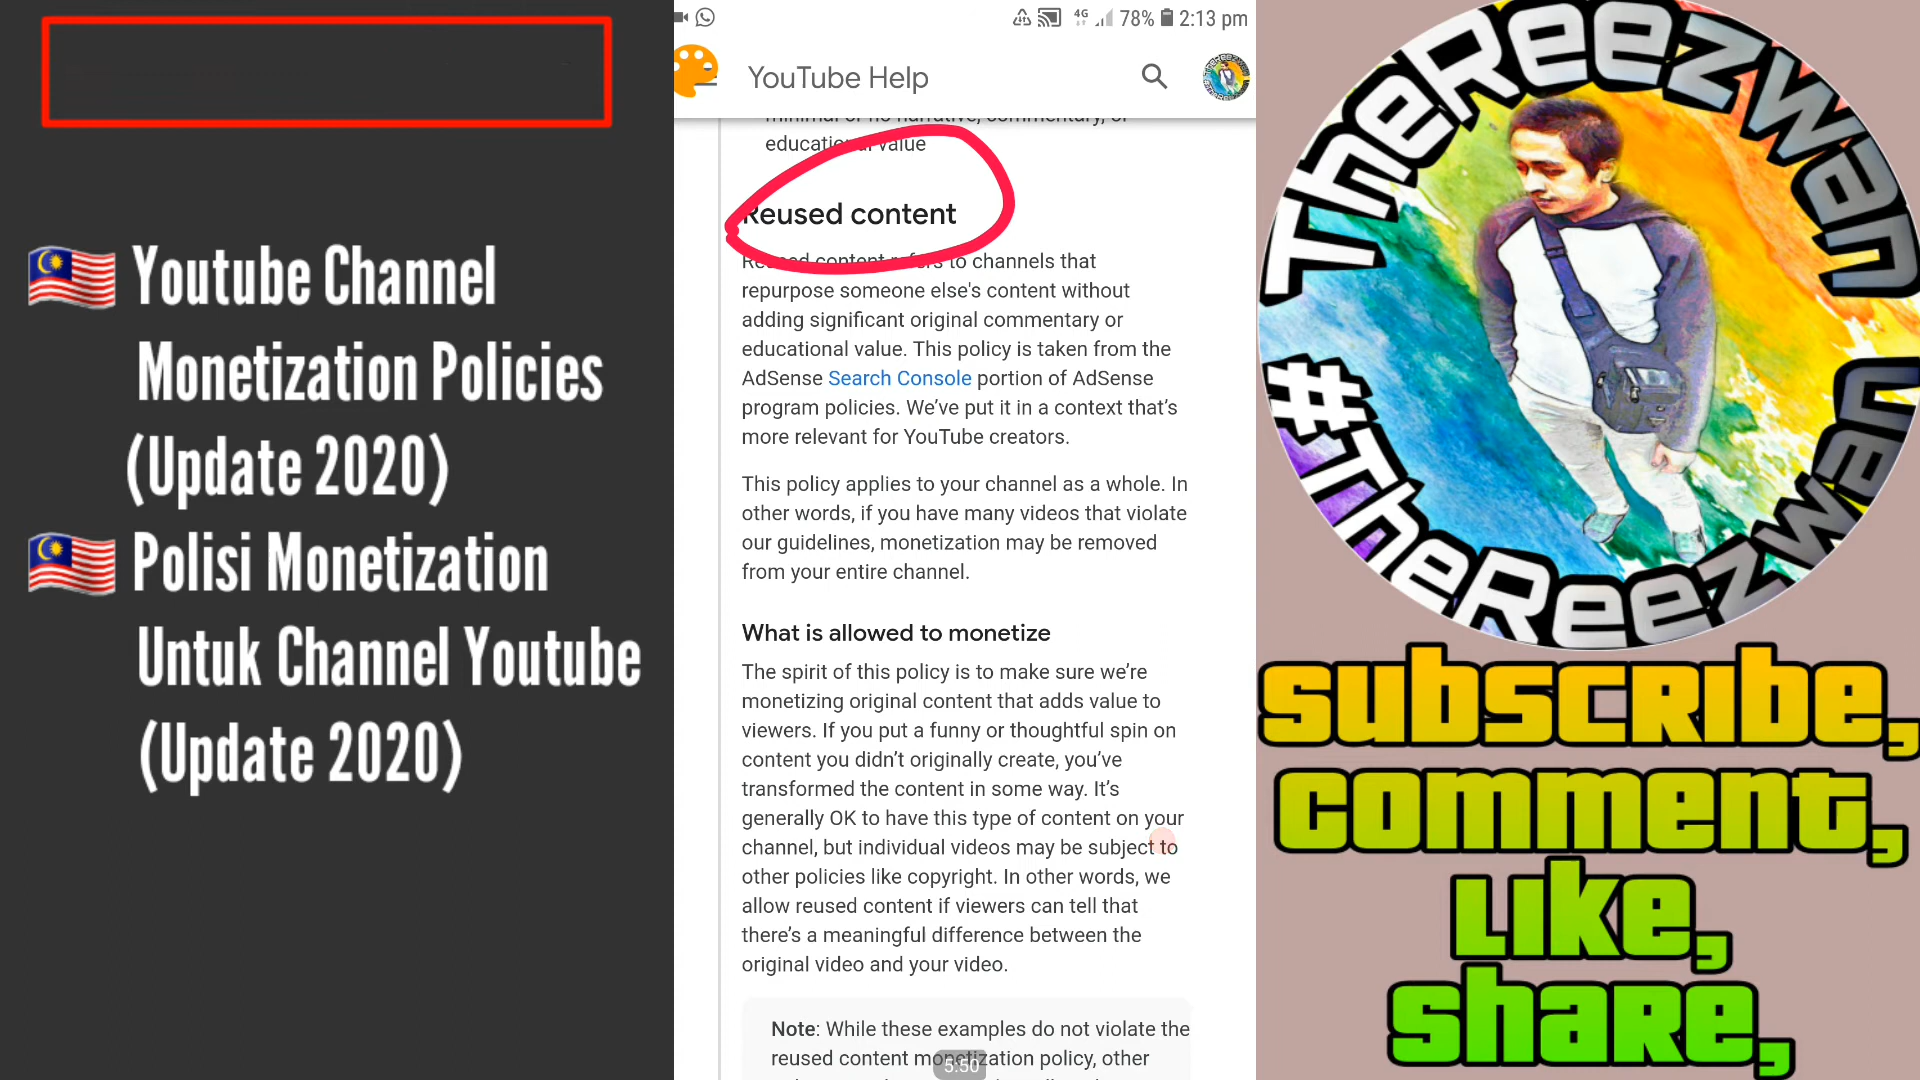 Youtube Channel
Monetization Policies
(Update 2020)
Polisi Monetization
Untuk Channel Youtube
(Update 2020)
4G 78% 2:13 pm
YouTube Help
educational value
Reused content
Reused content refers to channels that
repurpose someone else's content without
adding significant original commentary or
educational value. This policy is taken from the
AdSense Search Console portion of AdSense
program policies. We've put it in a context that's
more relevant for YouTube creators.
This policy applies to your channel as a whole. In
other words, if you have many videos that violate
our guidelines, monetization may be removed
from your entire channel.
What is allowed to monetize
The spirit of this policy is to make sure we're
monetizing original content that adds value to
viewers. If you put a funny or thoughtful spin on
content you didn't originally create, you've
transformed the content in some way. It's
generally OK to have this type of content on your
channel, but individual videos may be subject to
other policies like copyright. In other words, we
allow reused content if viewers can tell that
there's a meaningful difference between the
original video and your video.
Note: While these examples do not violate the
reused content monetization policy, other
5:50
TheReezwan
#TheReezwan
subscribe,
comment,
Like,
share,